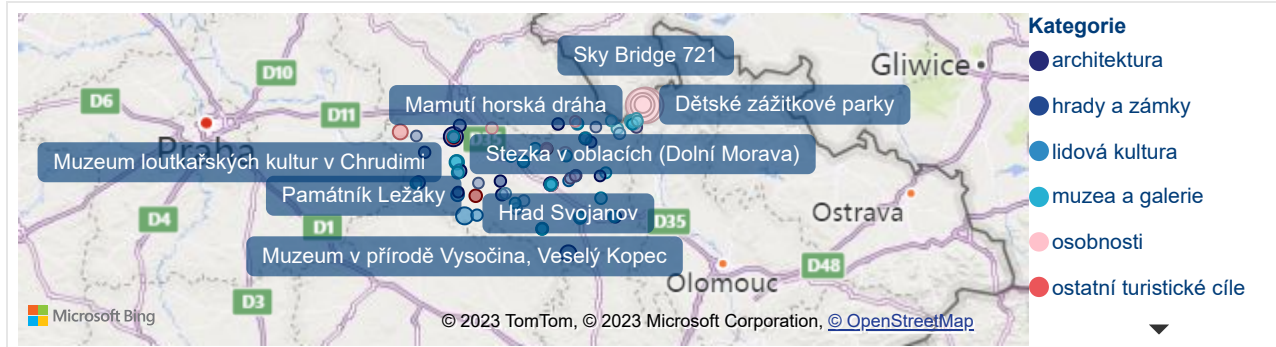 Sky Bridge 721
Gliwice
D10
D6
D11
Mamutí horská dráha
Dětské zážitkové parky
Praha
D35
Muzeum loutkařských kultur v Chrudimi
Stezka v oblacích (Dolní Morava)
Památník Ležáky
Hrad Svojanov
Ostrava
D4
D1
D35
Muzeum v přírodě Vysočina, Veselý Kopec
D48
Olomouc
D3
Microsoft Bing
© 2023 TomTom, © 2023 Microsoft Corporation, © OpenStreetMap
Kategorie
architektura
hrady a zámky
lidová kultura
muzea a galerie
osobnosti
ostatní turistické cíle